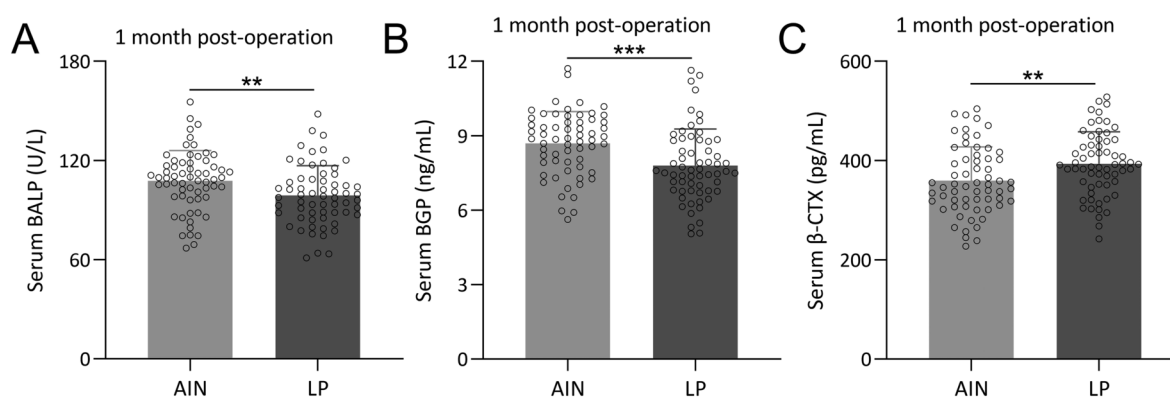 A
1 month post-operation
Serum BALP (U/L)
180
120
60
0
**
AIN
LP
B
1 month post-operation
Serum BGP (ng/mL)
12
9
6
3
0
***
AIN
LP
C
1 month post-operation
Serum β-CTX (pg/mL)
600
400
200
0
**
AIN
LP